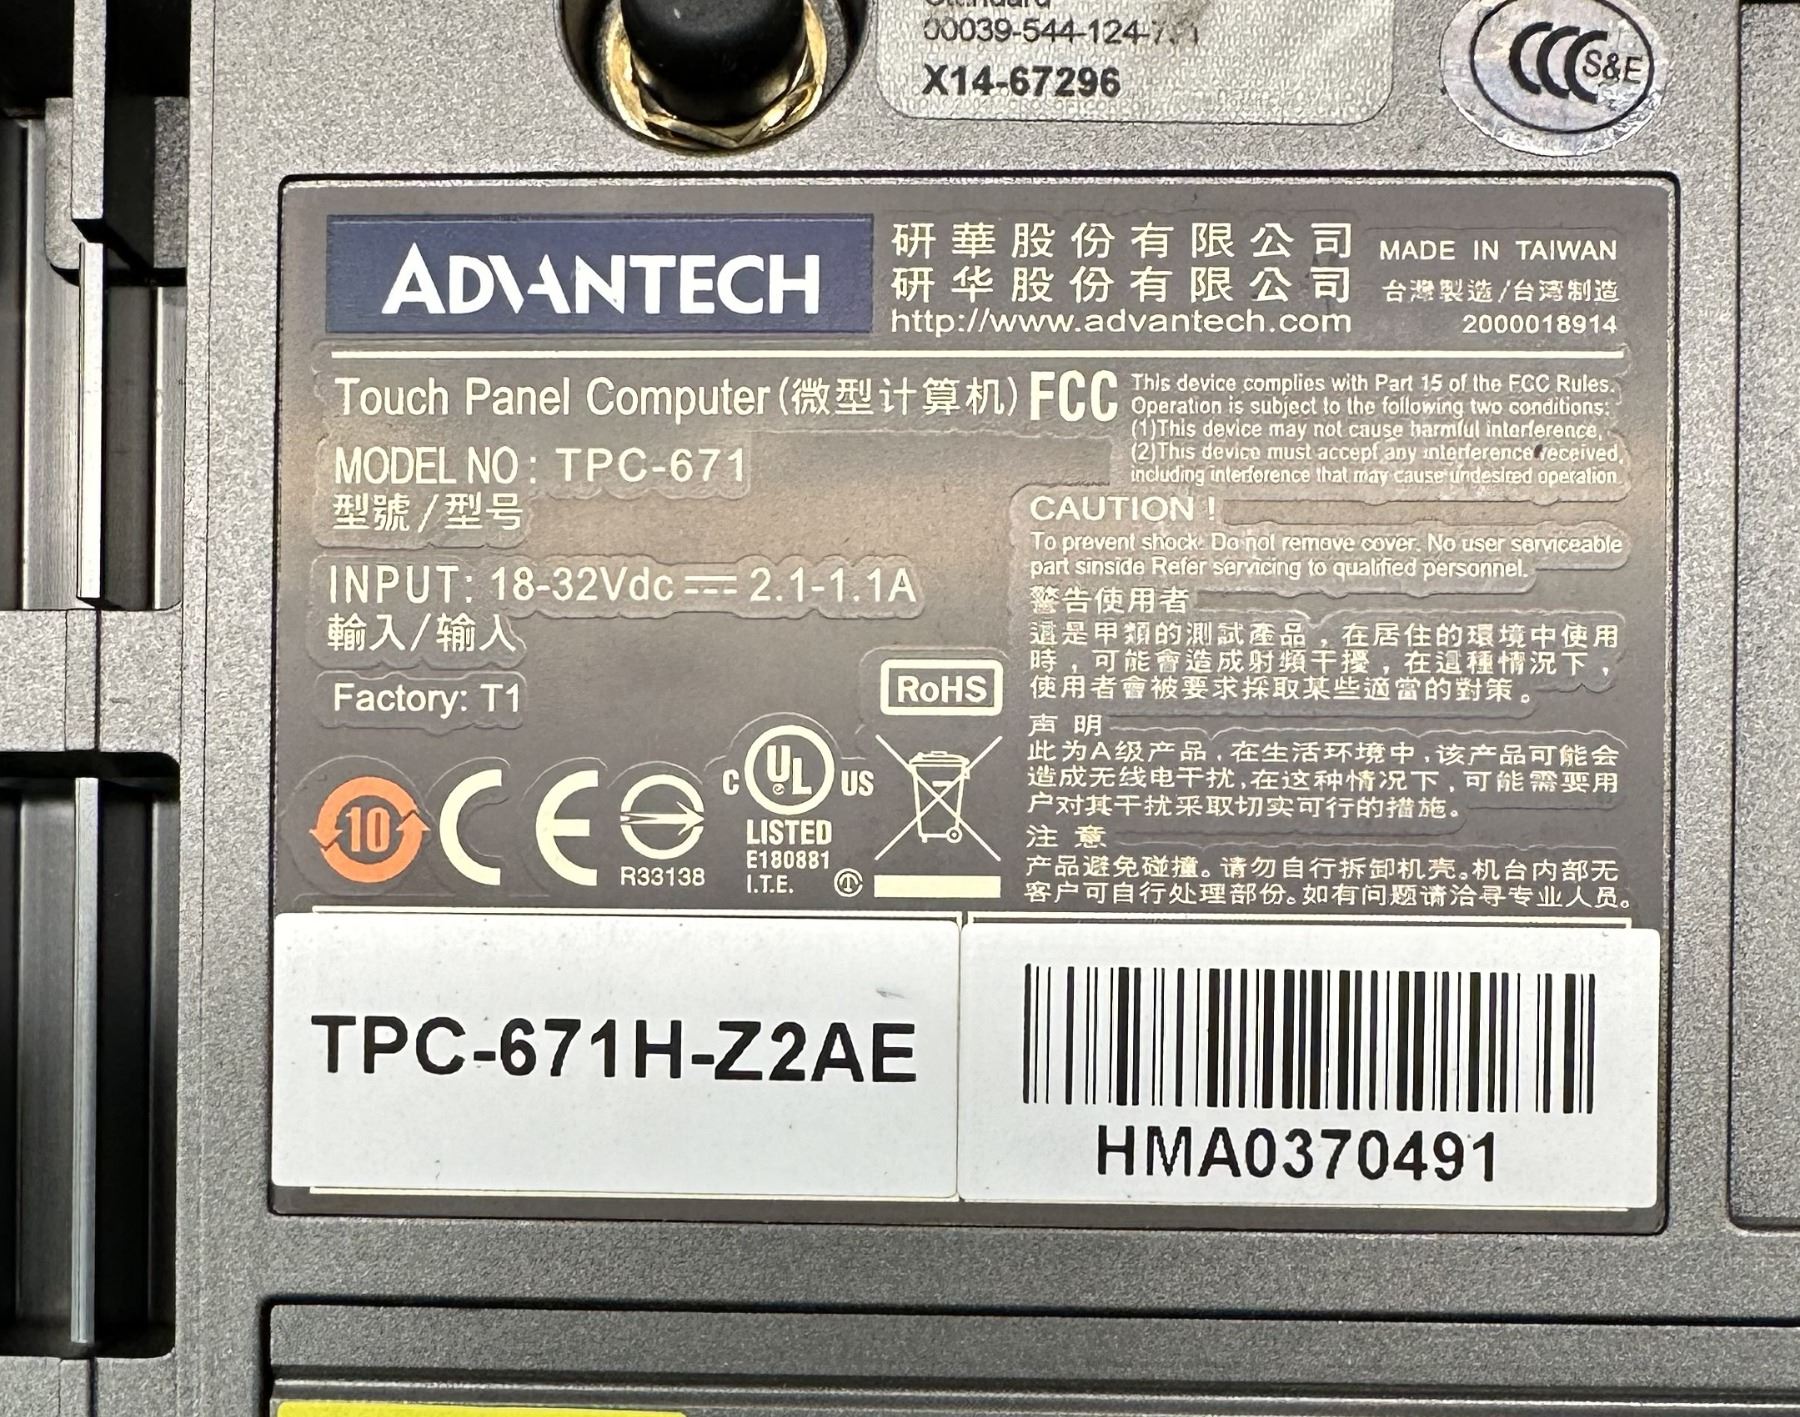 00039-544-124-
X14-67296
CCC S&E
ADVANTECH
研華股份有限公司
研华股份有限公司
http://www.advantech.com
MADE IN TAIWAN
台灣製造/台湾制造
2000018914
Touch Panel Computer(微型计算机)
MODEL NO: TPC-671
型號/型号
INPUT: 18-32Vdc 2.1-1.1A
輸入/输入
Factory: T1
FCC
This device complies with Part 15 of the FCC Rules.
Operation is subject to the following two conditions:
(1)This device may not cause harmful interference,
(2)This device must accept any interference received,
including interference that may cause undesired operation.
CAUTION !
To prevent shock. Do not remove cover. No user serviceable
part sinside Refer servicing to qualified personnel.
警告使用者
這是甲類的測試產品,在居住的環境中使用
時,可能會造成射頻干擾,在這種情況下,
使用者會被要求採取某些適當的對策。
声 明
此为A级产品,在生活环境中,该产品可能会
造成无线电干扰,在这种情况下,可能需要用
户对其干扰采取切实可行的措施。
注 意
产品避免碰撞。请勿自行拆卸机壳。机台内部无
客户可自行处理部份。如有问题请洽寻专业人员。
RoHS
10
CE
R33138
C UL US
LISTED
E180881
I.T.E.
TPC-671H-Z2AE
HMA0370491